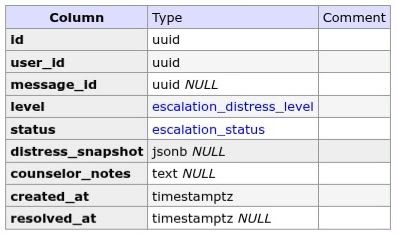 Column Type Comment
id uuid
user_id uuid
message_id uuid NULL
level escalation_distress_level
status escalation_status
distress_snapshot jsonb NULL
counselor_notes text NULL
created_at timestamptz
resolved_at timestamptz NULL